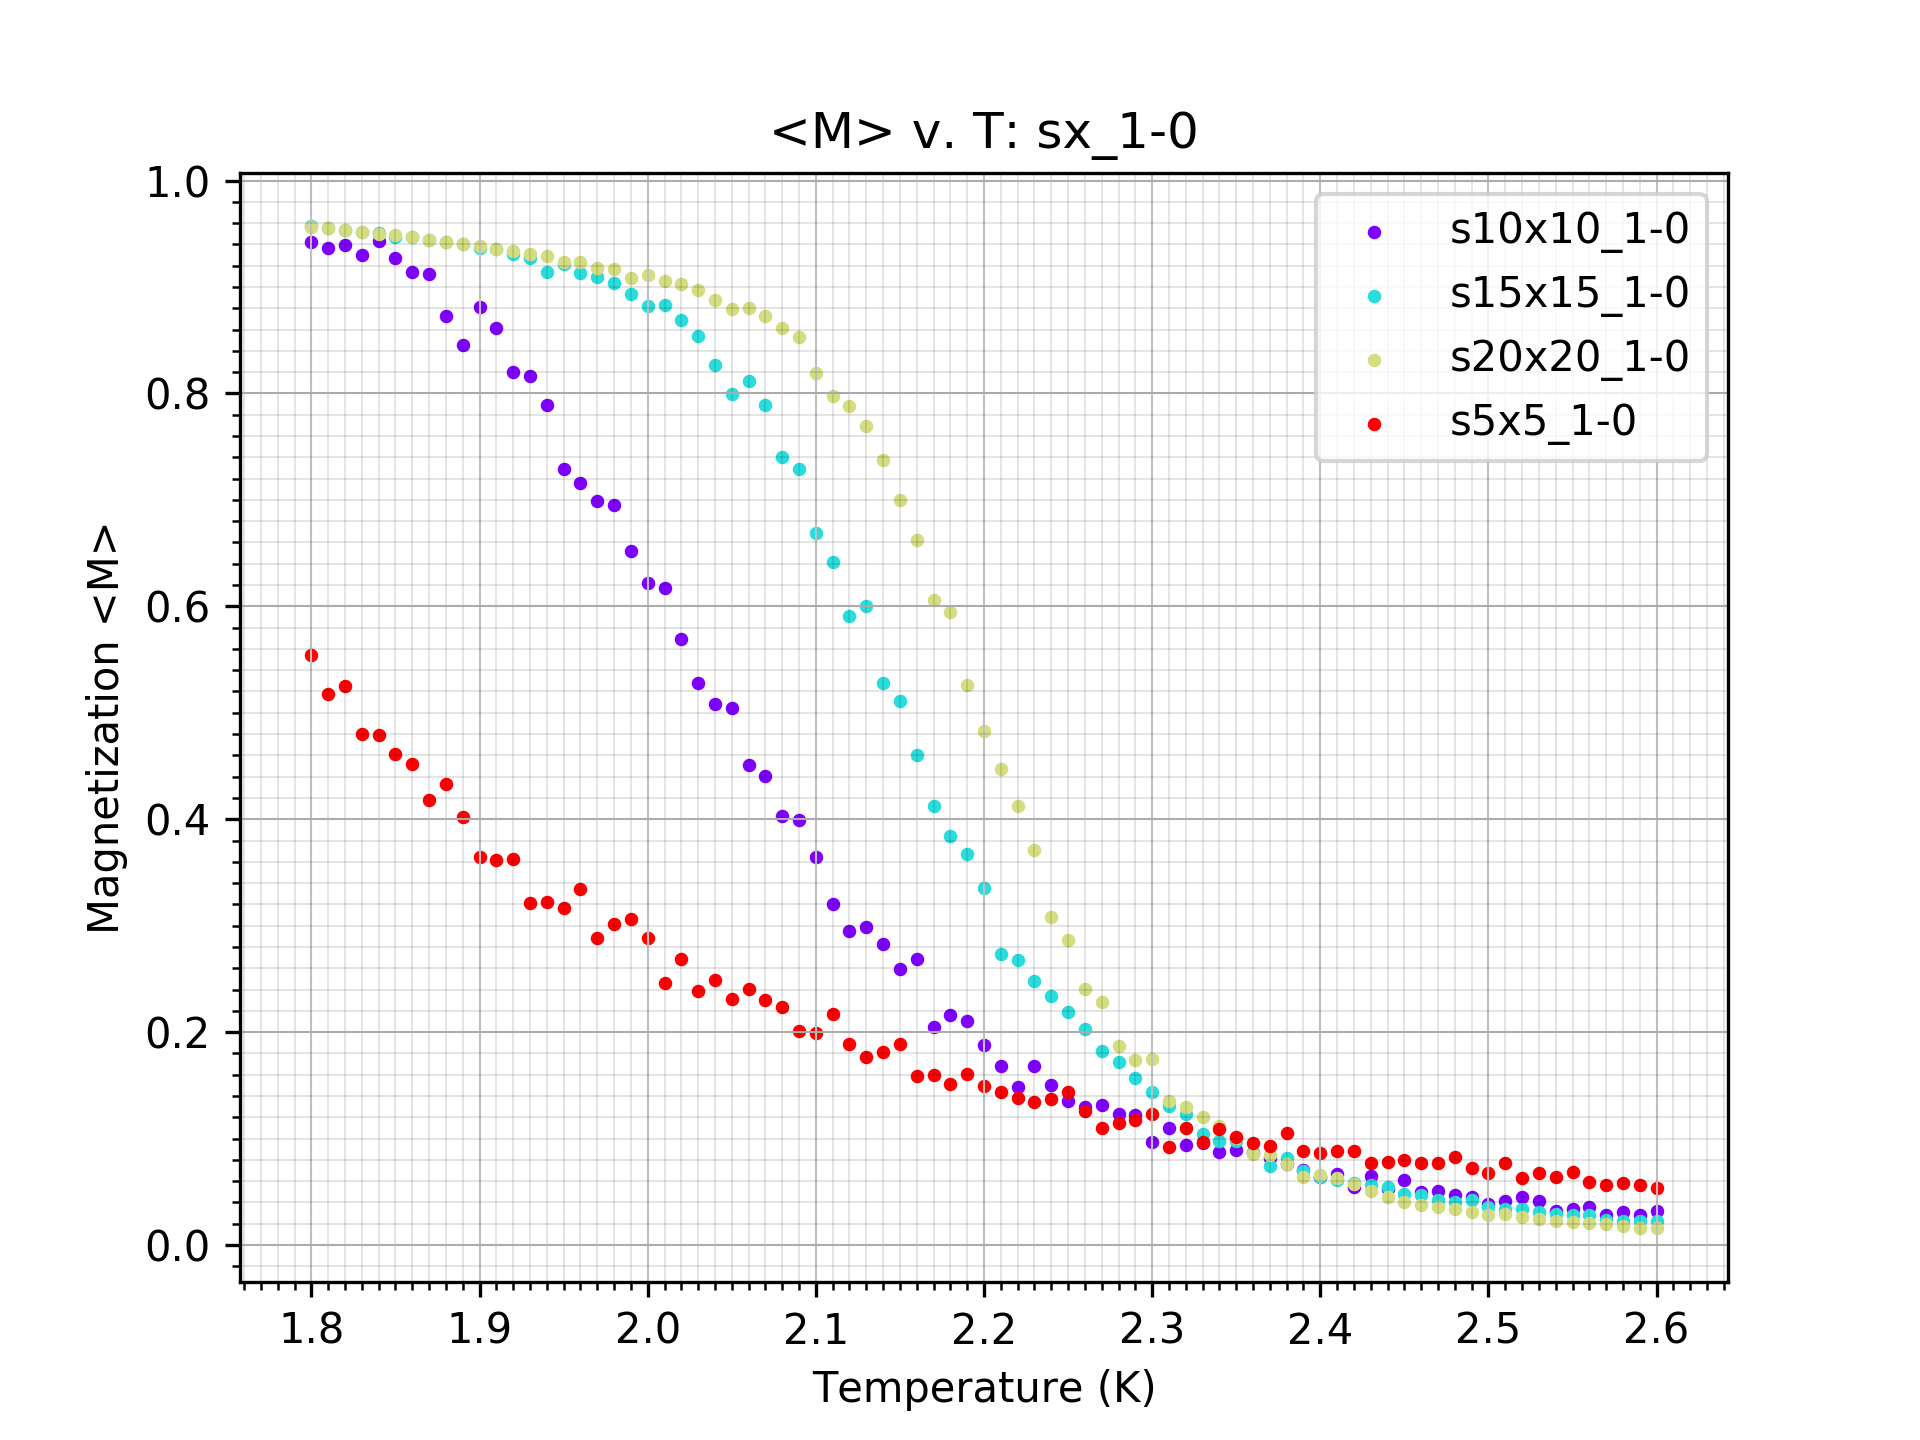 <M> v. T: sx_1-0
s10x10_1-0
s15x15_1-0
s20x20_1-0
s5x5_1-0
Magnetization <M>
1.0
0.8
0.6
0.4
0.2
0.0
1.8 1.9 2.0 2.1 2.2 2.3 2.4 2.5 2.6
Temperature (K)